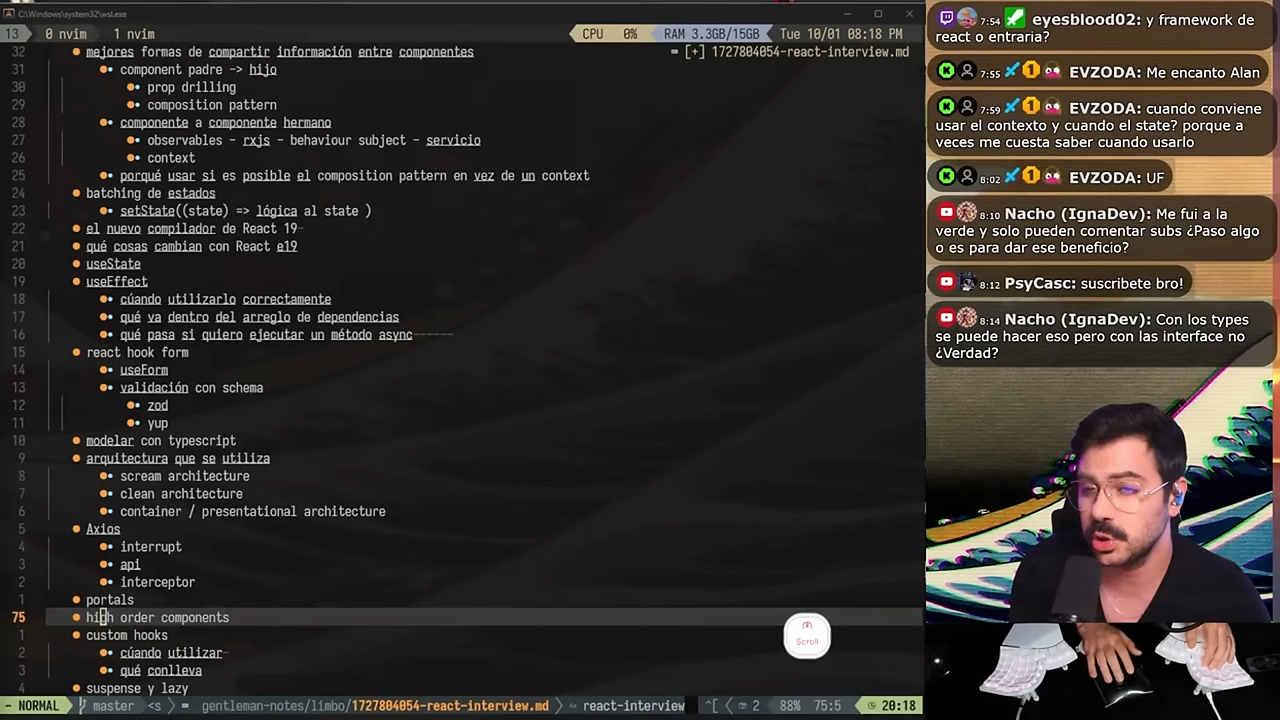 C:\Windows\system32\wsl.exe
13 0 nvim 1 nvim CPU 0% RAM 3.3GB/15GB Tue 10/01 08:18 PM
[+] 1727804054-react-interview.md
32 mejores formas de compartir información entre componentes
31 component padre -> hijo
30 prop drilling
29 composition pattern
28 componente a componente hermano
27 observables - rxjs - behaviour subject - servicio
26 context
25 porqué usar si es posible el composition pattern en vez de un context
24 batching de estados
23 setState((state) => lógica al state )
22 el nuevo compilador de React 19-
21 qué cosas cambian con React e19
20 useState
19 useEffect
18 cúando utilizarlo correctamente
17 qué va dentro del arreglo de dependencias
16 qué pasa si quiero ejecutar un método async------
15 react hook form
14 useForm
13 validación con schema
12 zod
11 yup
10 modelar con typescript
9 arquitectura que se utiliza
8 scream architecture
7 clean architecture
6 container / presentational architecture
5 Axios
4 interrupt
3 api
2 interceptor
1 portals
75 high order components
1 custom hooks
2 cúando utilizar-
3 qué conlleva
4 suspense y lazy
Scroll
~ NORMAL master <s> gentleman-notes/limbo/1727804054-react-interview.md react-interview ^[ 2 88% 75:5 20:18
7:54 eyesblood02: y framework de
react o entraria?
7:55 1 EVZODA: Me encanto Alan
7:59 1 EVZODA: cuando conviene
usar el contexto y cuando el state? porque a
veces me cuesta saber cuando usarlo
8:02 1 EVZODA: UF
8:10 Nacho (IgnaDev): Me fui a la
verde y solo pueden comentar subs ¿Paso algo
o es para dar ese beneficio?
8:12 PsyCasc: suscribete bro!
8:14 Nacho (IgnaDev): Con los types
se puede hacer eso pero con las interface no
¿Verdad?